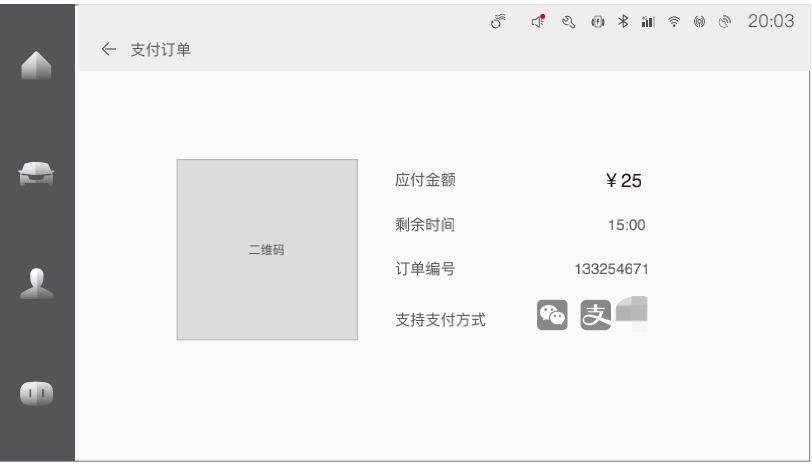 20:03
支付订单
二维码
应付金额 ¥25
剩余时间 15:00
订单编号 133254671
支持支付方式 支